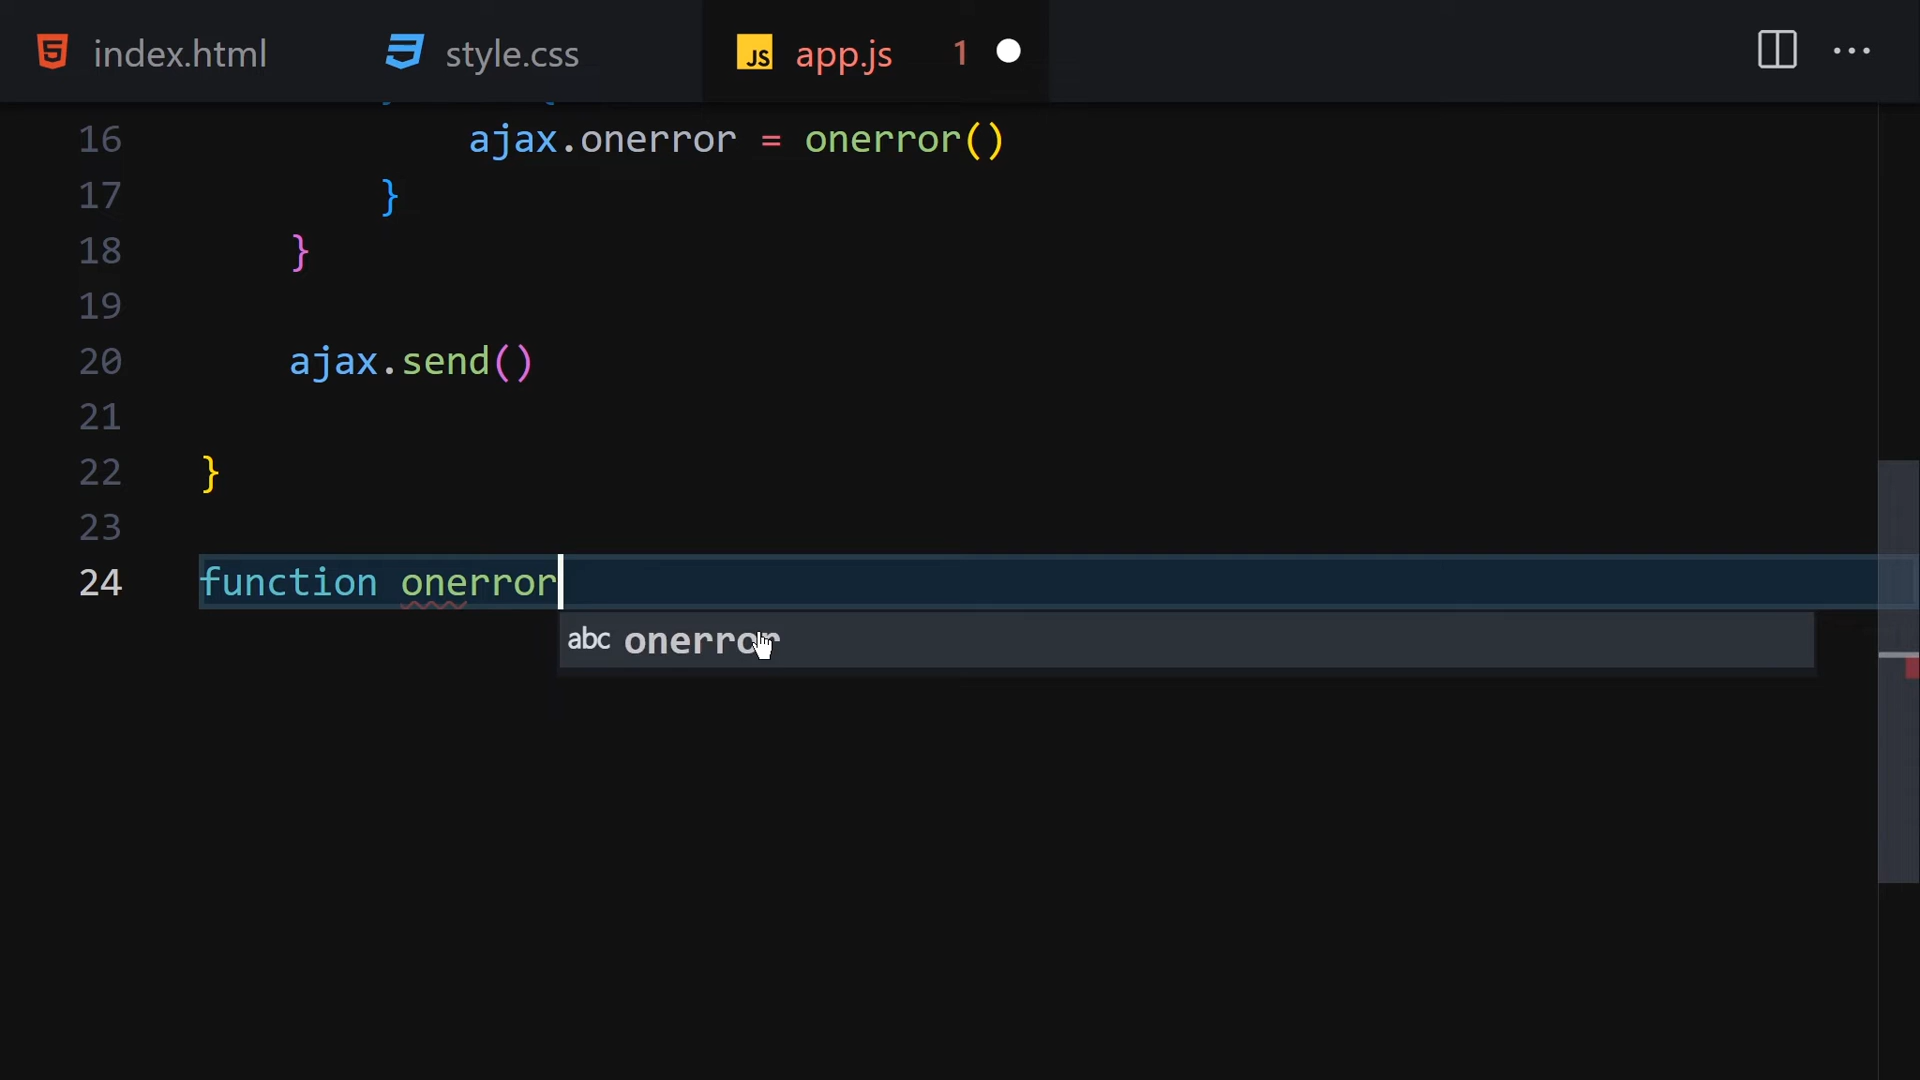 index.html style.css JS app.js 1
16 ajax.onerror = onerror()
17 }
18 }
19
20 ajax.send()
21
22 }
23
24 function onerror
abc onerror